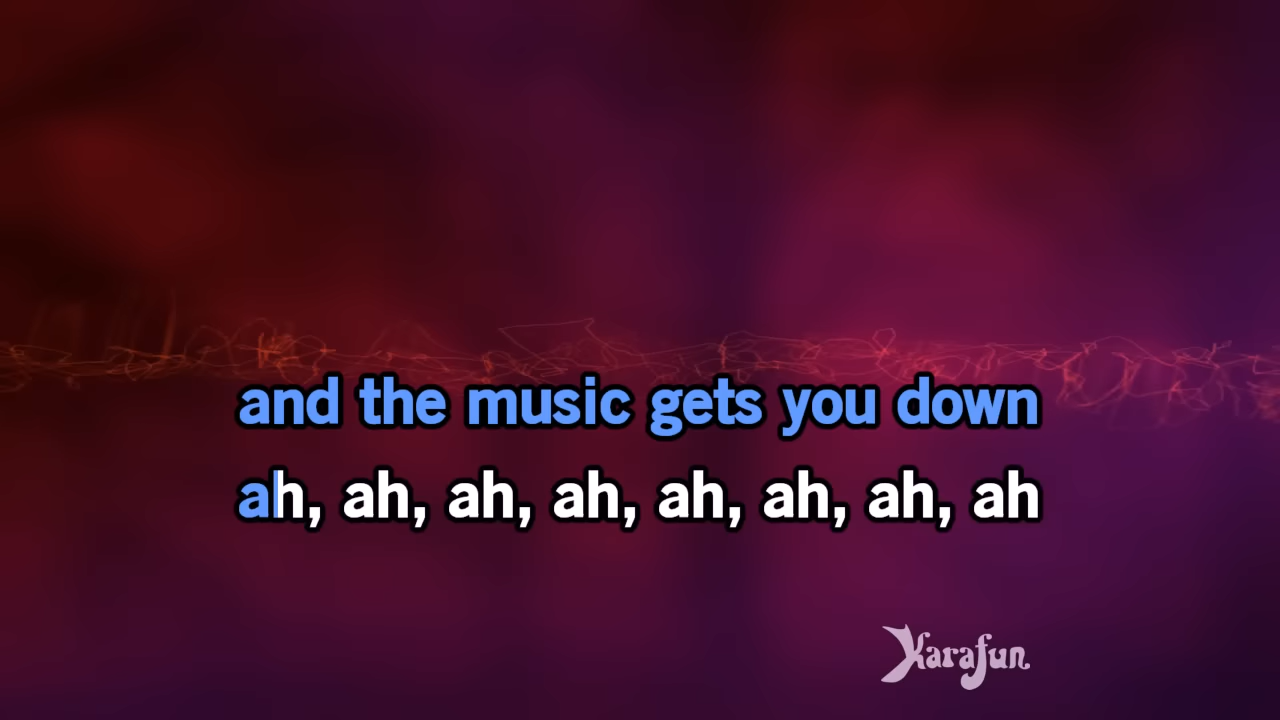 and the music gets you down
ah, ah, ah, ah, ah, ah, ah, ah
Karafun